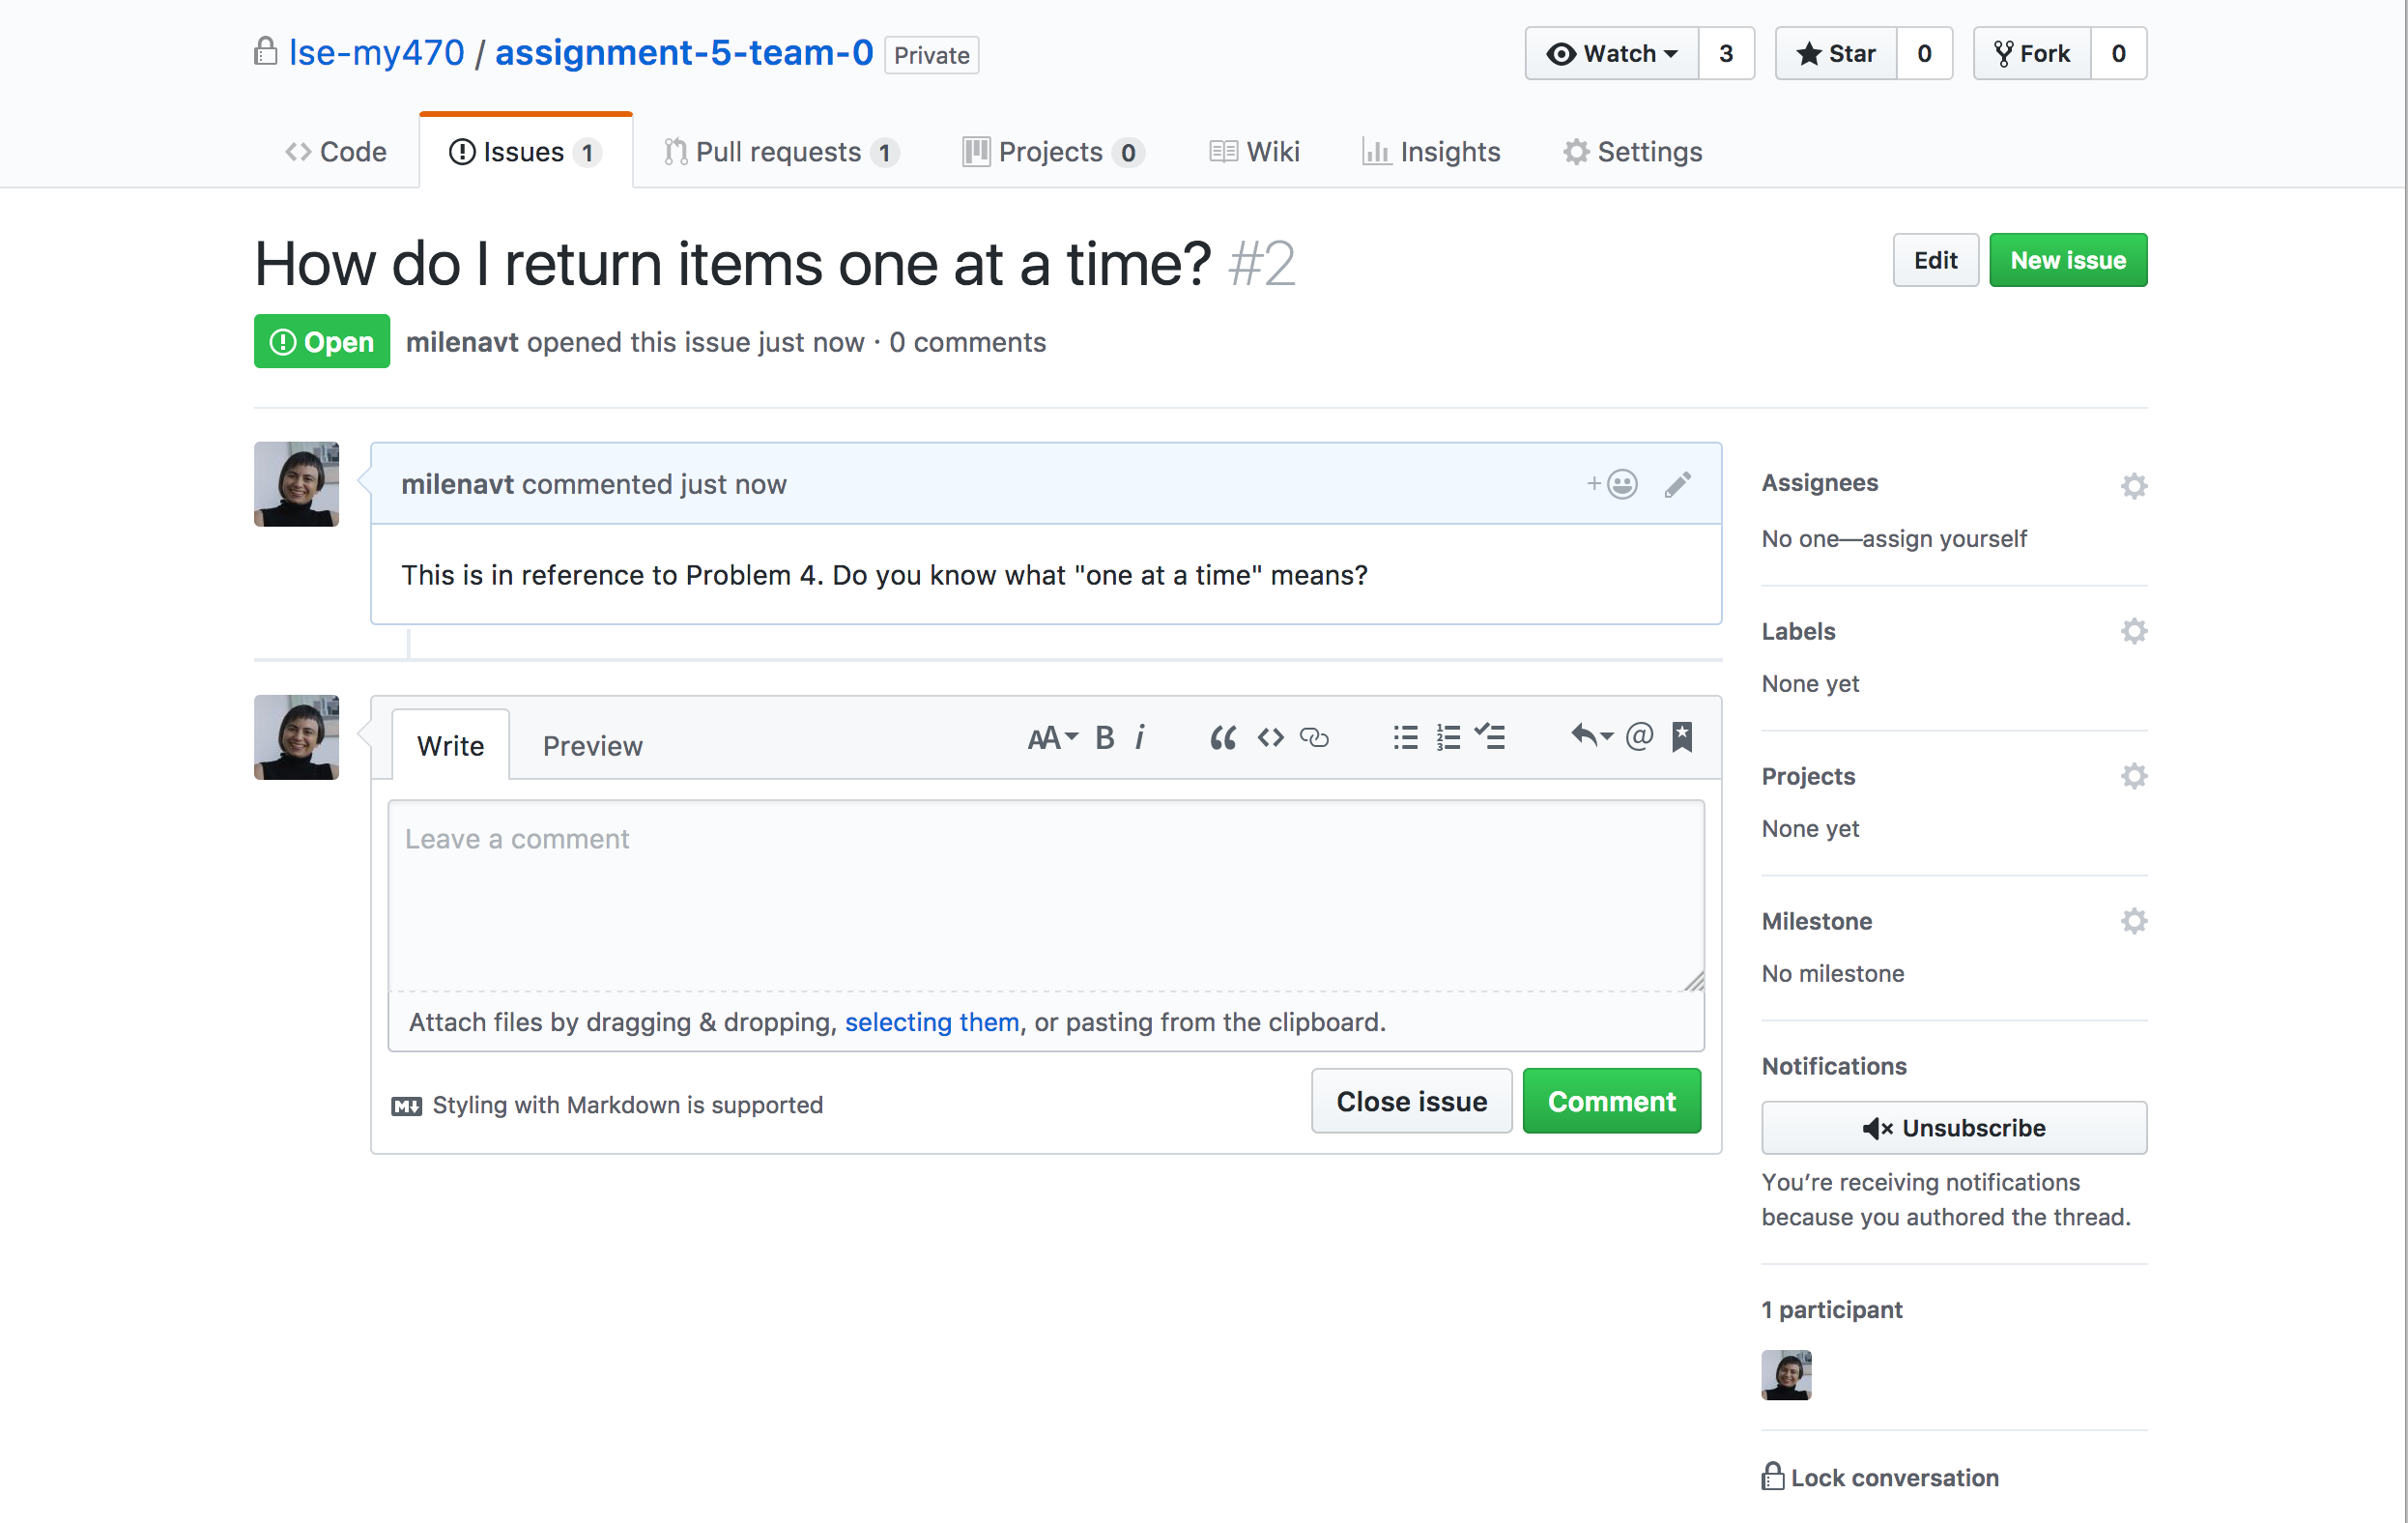 lse-my470 / assignment-5-team-0 Private
Watch 3 Star 0 Fork 0
Code Issues 1 Pull requests 1 Projects 0 Wiki Insights Settings
How do I return items one at a time? #2
Edit New issue
Open milenavt opened this issue just now · 0 comments
milenavt commented just now
This is in reference to Problem 4. Do you know what "one at a time" means?
Write Preview
AA B i
Leave a comment
Attach files by dragging & dropping, selecting them, or pasting from the clipboard.
Styling with Markdown is supported
Close issue Comment
Assignees
No one—assign yourself
Labels
None yet
Projects
None yet
Milestone
No milestone
Notifications
Unsubscribe
You’re receiving notifications
because you authored the thread.
1 participant
Lock conversation